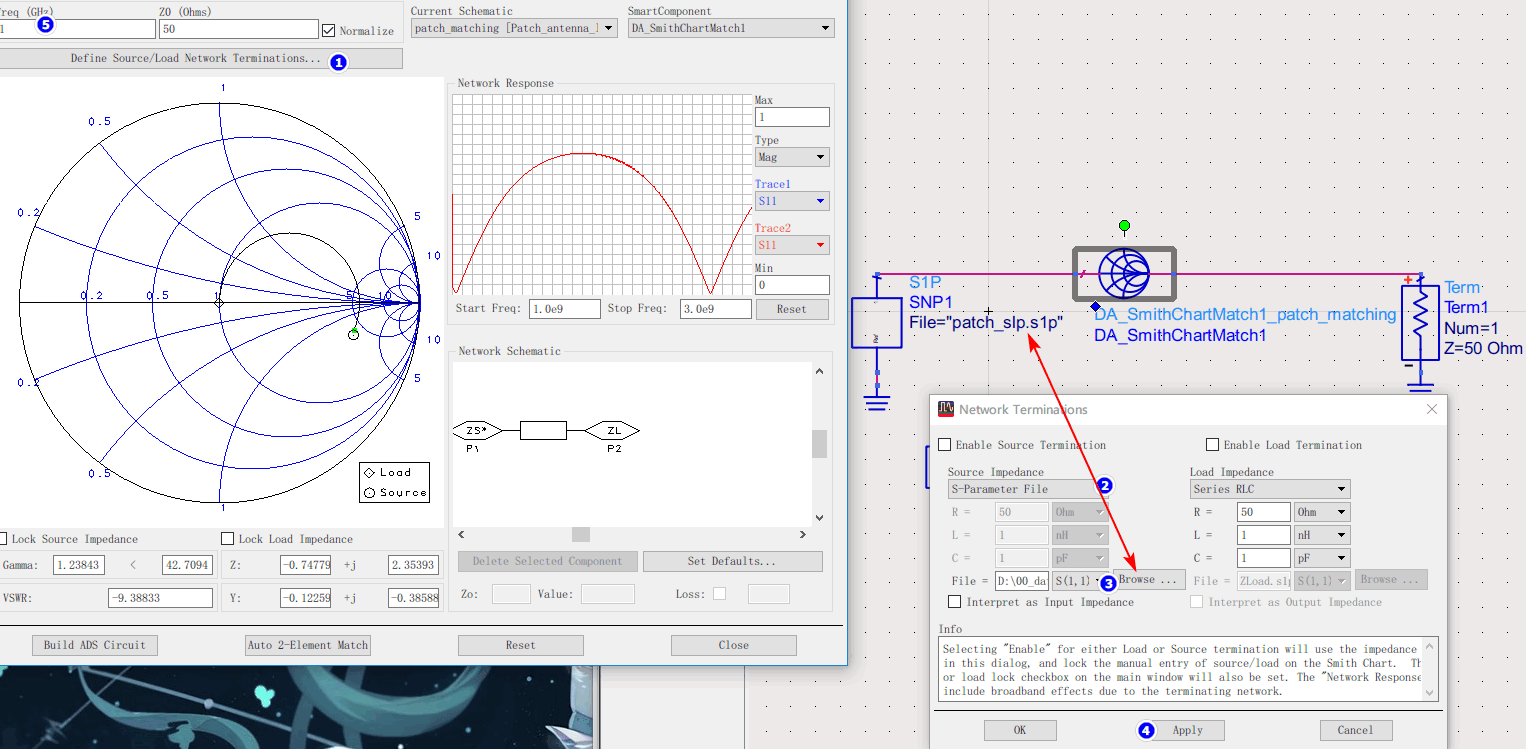 Freq (GHz)
Z0 (Ohms)
1
50
Normalize
Current Schematic
patch_matching [Patch_antenna_
SmartComponent
DA_SmithChartMatch1
5
Define Source/Load Network Terminations...
1
1
0.5
0.2
5
10
0.2
0.5
1
5
10
10
5
0.2
0.5
1
Load
Source
Network Response
Max
1
Type
Mag
Trace1
S11
Trace2
S11
Min
0
Start Freq:
1.0e9
Stop Freq:
3.0e9
Reset
Network Schematic
ZS*
P1
ZL
P2
Lock Source Impedance
Lock Load Impedance
Gamma:
1.23843
<
42.7094
Z:
-0.74779
+j
2.35393
VSWR:
-9.38833
Y:
-0.12259
+j
-0.38588
Delete Selected Component
Set Defaults...
Zo:
Value:
Loss:
Build ADS Circuit
Auto 2-Element Match
Reset
Close
S1P
SNP1
File="patch_slp.s1p"
DA_SmithChartMatch1_patch_matching
DA_SmithChartMatch1
Term
Term1
Num=1
Z=50 Ohm
Network Terminations
Enable Source Termination
Enable Load Termination
Source Impedance
Load Impedance
S-Parameter File
2
Series RLC
R =
50
Ohm
R =
50
Ohm
L =
1
nH
L =
1
nH
C =
1
pF
C =
1
pF
File =
D:\00_da
S(1,1)
3
Browse ...
File =
ZLoad.s1p
S(1,1)
Browse ...
Interpret as Input Impedance
Interpret as Output Impedance
Info
Selecting "Enable" for either Load or Source termination will use the impedance
in this dialog, and lock the manual entry of source/load on the Smith Chart. Th
or load lock checkbox on the main window will also be set. The "Network Response
include broadband effects due to the terminating network.
OK
4
Apply
Cancel